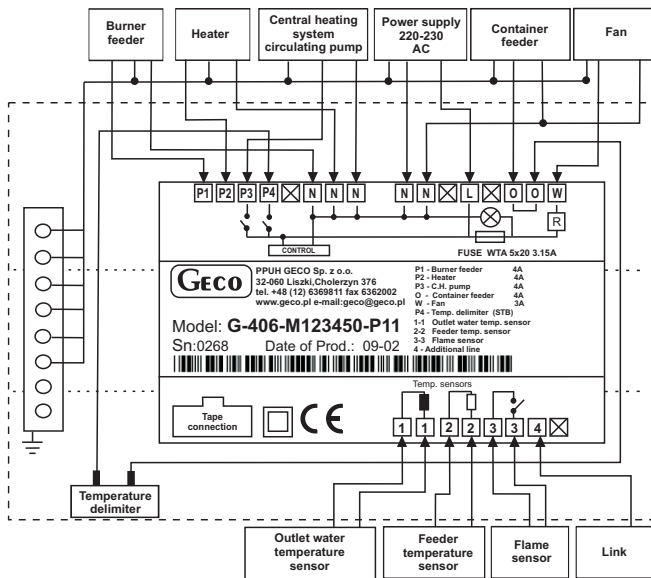 Burner
feeder
Heater
Central heating
system
circulating pump
Power supply
220-230
AC
Container
feeder
Fan
P1 P2 P3 P4 N N N N N L O O W
R
CONTROL
FUSE WTA 5x20 3.15A
GECO
PPUH GECO Sp. z o.o.
32-060 Liszki,Cholerzyn 376
tel. +48 (12) 6369811 fax 6362002
www.geco.pl e-mail:geco@geco.pl
P1 - Burner feeder 4A
P2 - Heater 4A
P3 - C.H. pump 4A
O - Container feeder 4A
W - Fan 3A
P4 - Temp. delimiter (STB)
1-1 Outlet water temp. sensor
2-2 Feeder temp. sensor
3-3 Flame sensor
4 - Additional line
Model: G-406-M123450-P11
Sn:0268 Date of Prod.: 09-02
Temp. sensors
Tape
connection
CE
1 1 2 2 3 3 4
Temperature
delimiter
Outlet water
temperature
sensor
Feeder
temperature
sensor
Flame
sensor
Link